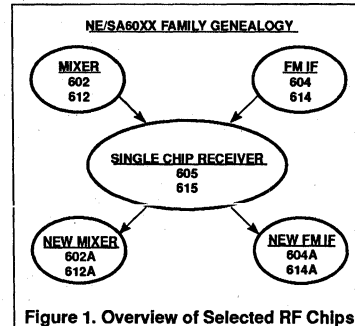 NE/SA60XX FAMILY GENEALOGY
MIXER
602
612
FM IF
604
614
SINGLE CHIP RECEIVER
605
615
NEW MIXER
602A
612A
NEW FM IF
604A
614A
Figure 1. Overview of Selected RF Chips